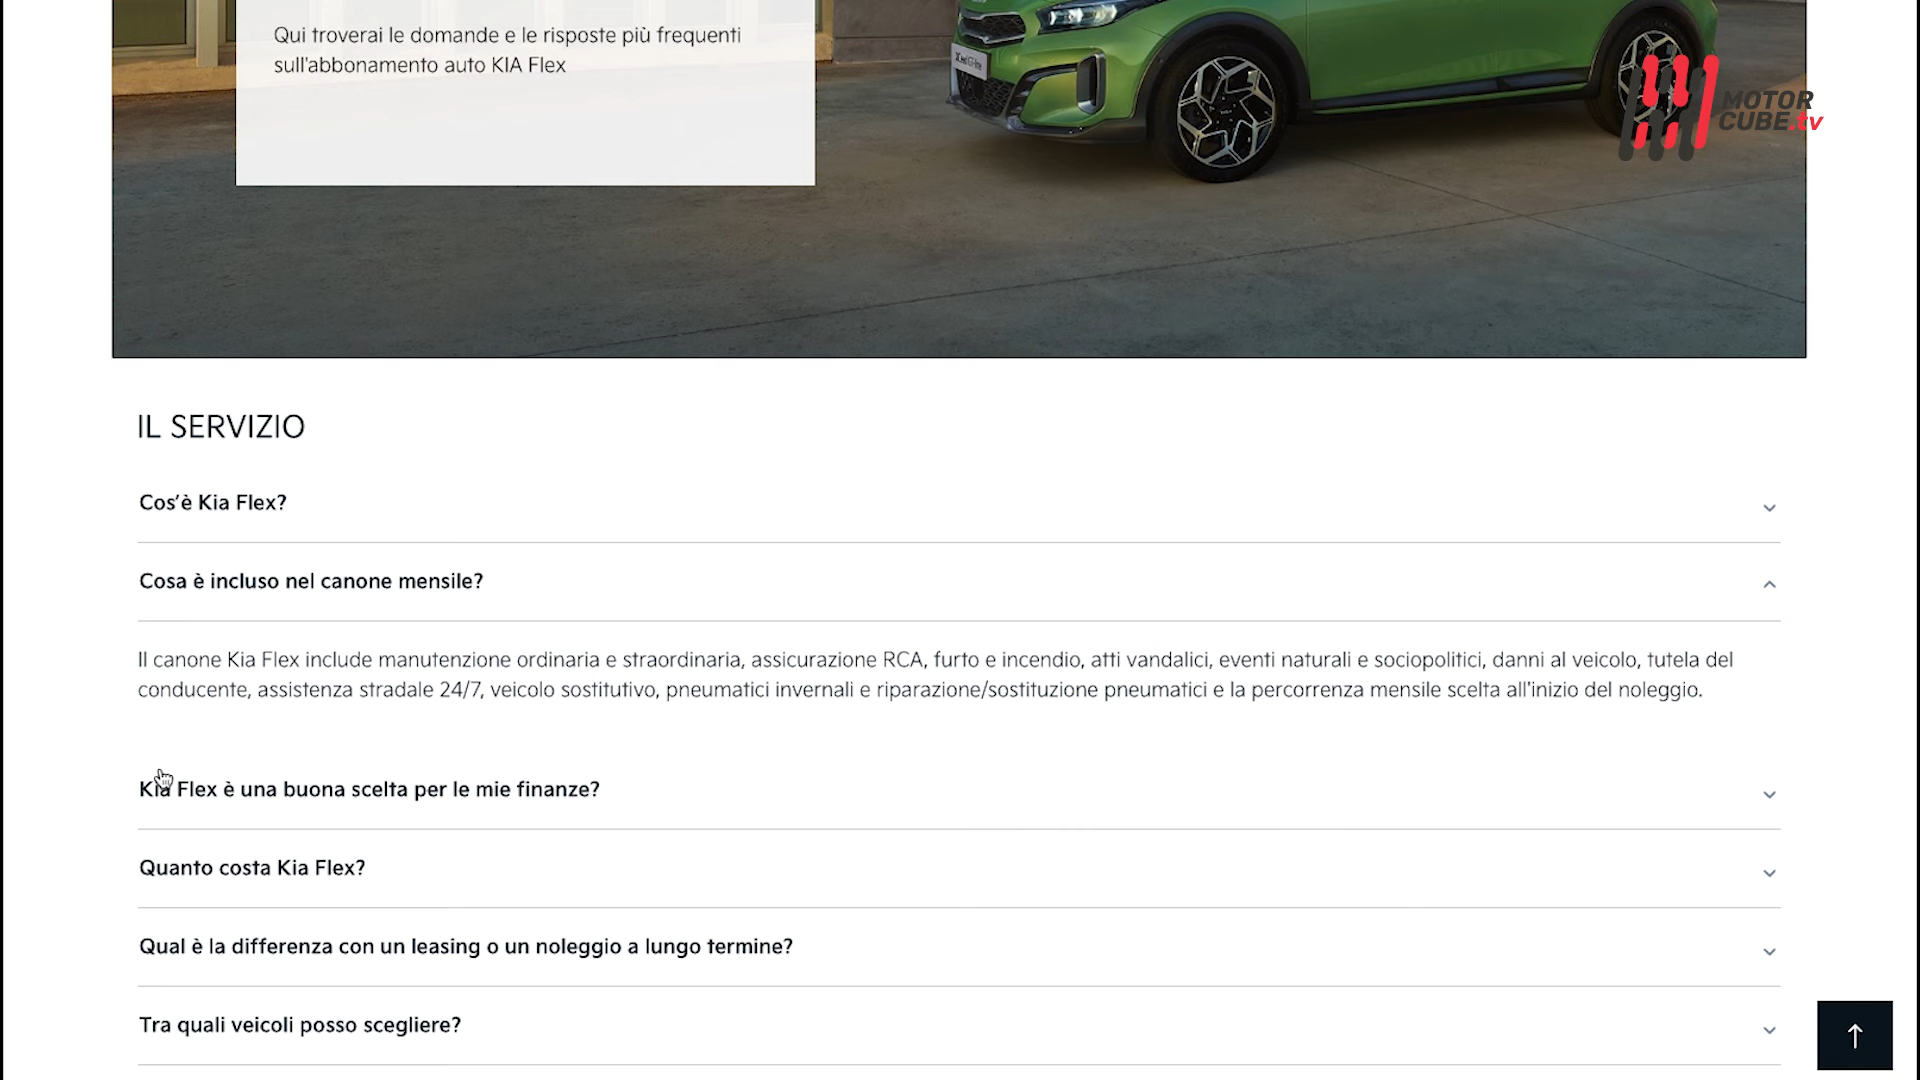 Qui troverai le domande e le risposte più frequenti
sull'abbonamento auto KIA Flex
MOTOR
CUBE.tv
IL SERVIZIO
Cos'è Kia Flex?
Cosa è incluso nel canone mensile?
Il canone Kia Flex include manutenzione ordinaria e straordinaria, assicurazione RCA, furto e incendio, atti vandalici, eventi naturali e sociopolitici, danni al veicolo, tutela del
conducente, assistenza stradale 24/7, veicolo sostitutivo, pneumatici invernali e riparazione/sostituzione pneumatici e la percorrenza mensile scelta all'inizio del noleggio.
Kia Flex è una buona scelta per le mie finanze?
Quanto costa Kia Flex?
Qual è la differenza con un leasing o un noleggio a lungo termine?
Tra quali veicoli posso scegliere?